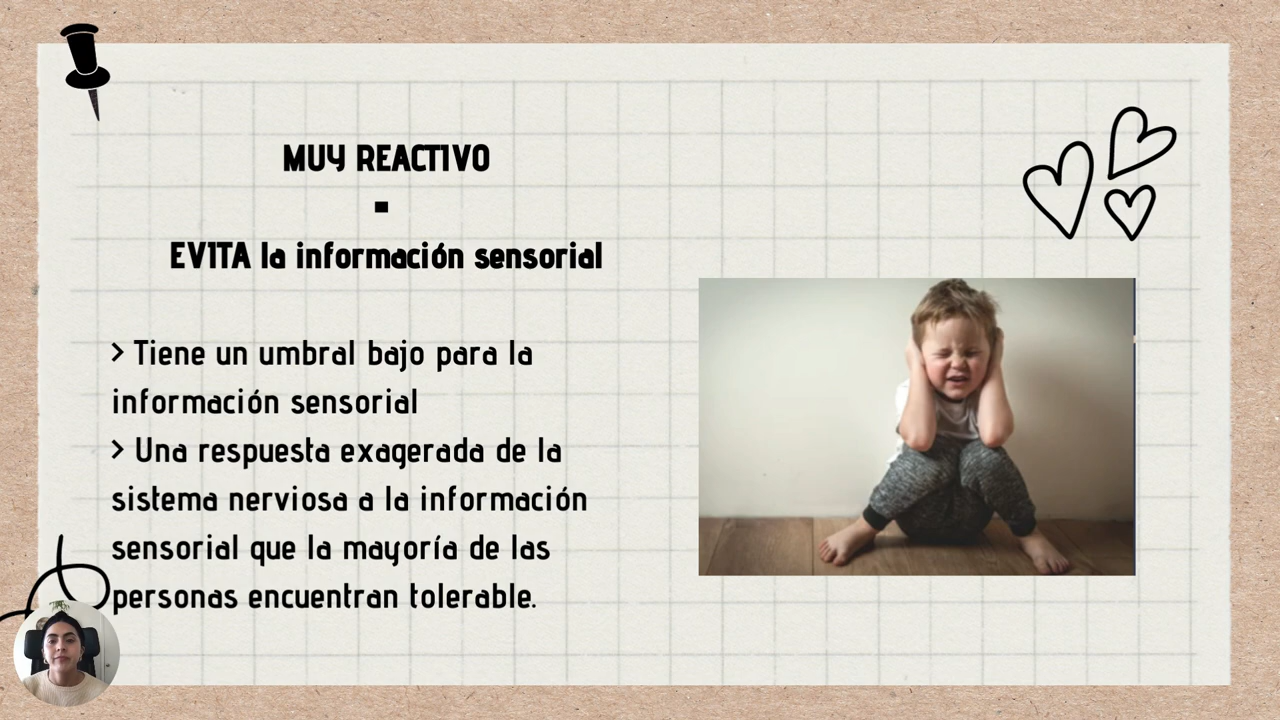 MUY REACTIVO
-
EVITA la información sensorial
> Tiene un umbral bajo para la
información sensorial
> Una respuesta exagerada de la
sistema nerviosa a la información
sensorial que la mayoría de las
personas encuentran tolerable.